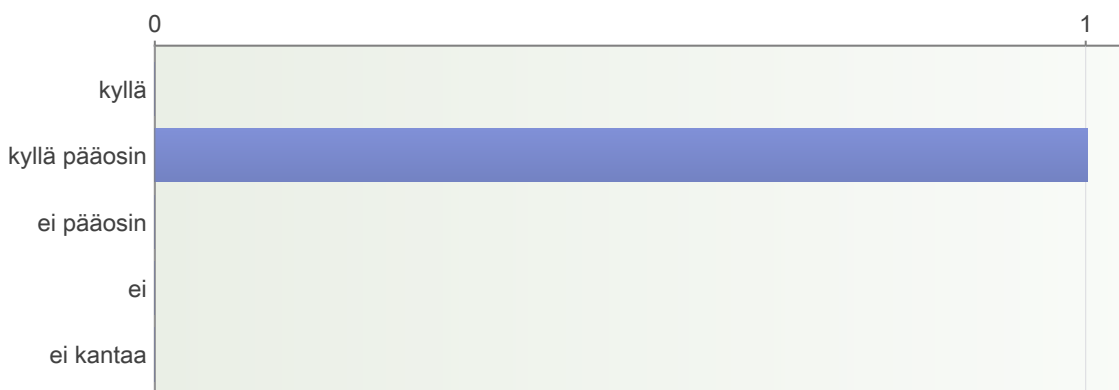 0 1
kyllä
kyllä pääosin
ei pääosin
ei
ei kantaa